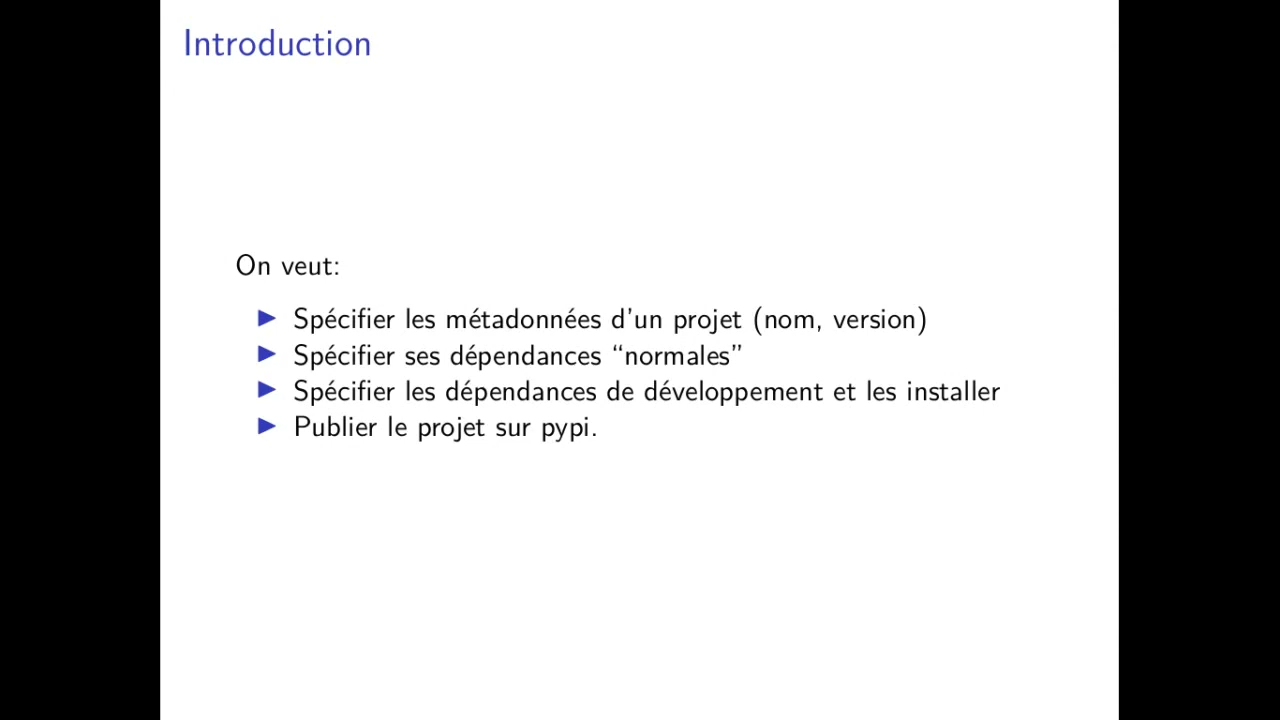 Introduction
On veut:
▶ Spécifier les métadonnées d'un projet (nom, version)
▶ Spécifier ses dépendances “normales”
▶ Spécifier les dépendances de développement et les installer
▶ Publier le projet sur pypi.